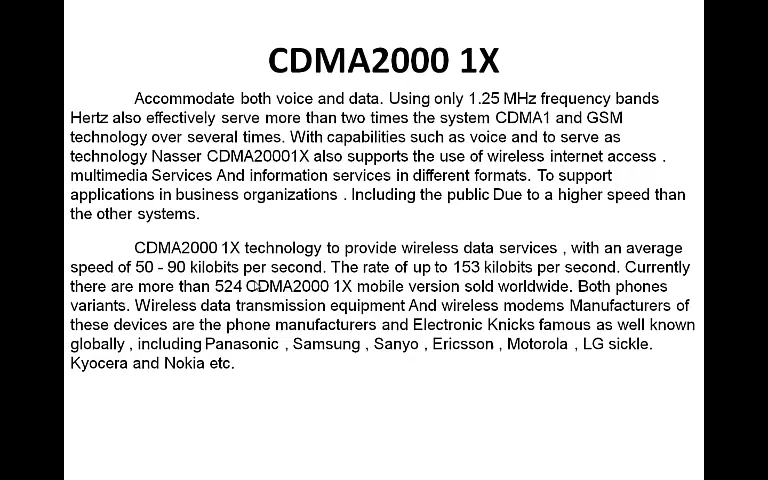 CDMA2000 1X
Accommodate both voice and data. Using only 1.25 MHz frequency bands
Hertz also effectively serve more than two times the system CDMA1 and GSM
technology over several times. With capabilities such as voice and to serve as
technology Nasser CDMA20001X also supports the use of wireless internet access .
multimedia Services And information services in different formats. To support
applications in business organizations . Including the public Due to a higher speed than
the other systems.
CDMA2000 1X technology to provide wireless data services , with an average
speed of 50 - 90 kilobits per second. The rate of up to 153 kilobits per second. Currently
there are more than 524 CDMA2000 1X mobile version sold worldwide. Both phones
variants. Wireless data transmission equipment And wireless modems Manufacturers of
these devices are the phone manufacturers and Electronic Knicks famous as well known
globally , including Panasonic , Samsung , Sanyo , Ericsson , Motorola , LG sickle.
Kyocera and Nokia etc.